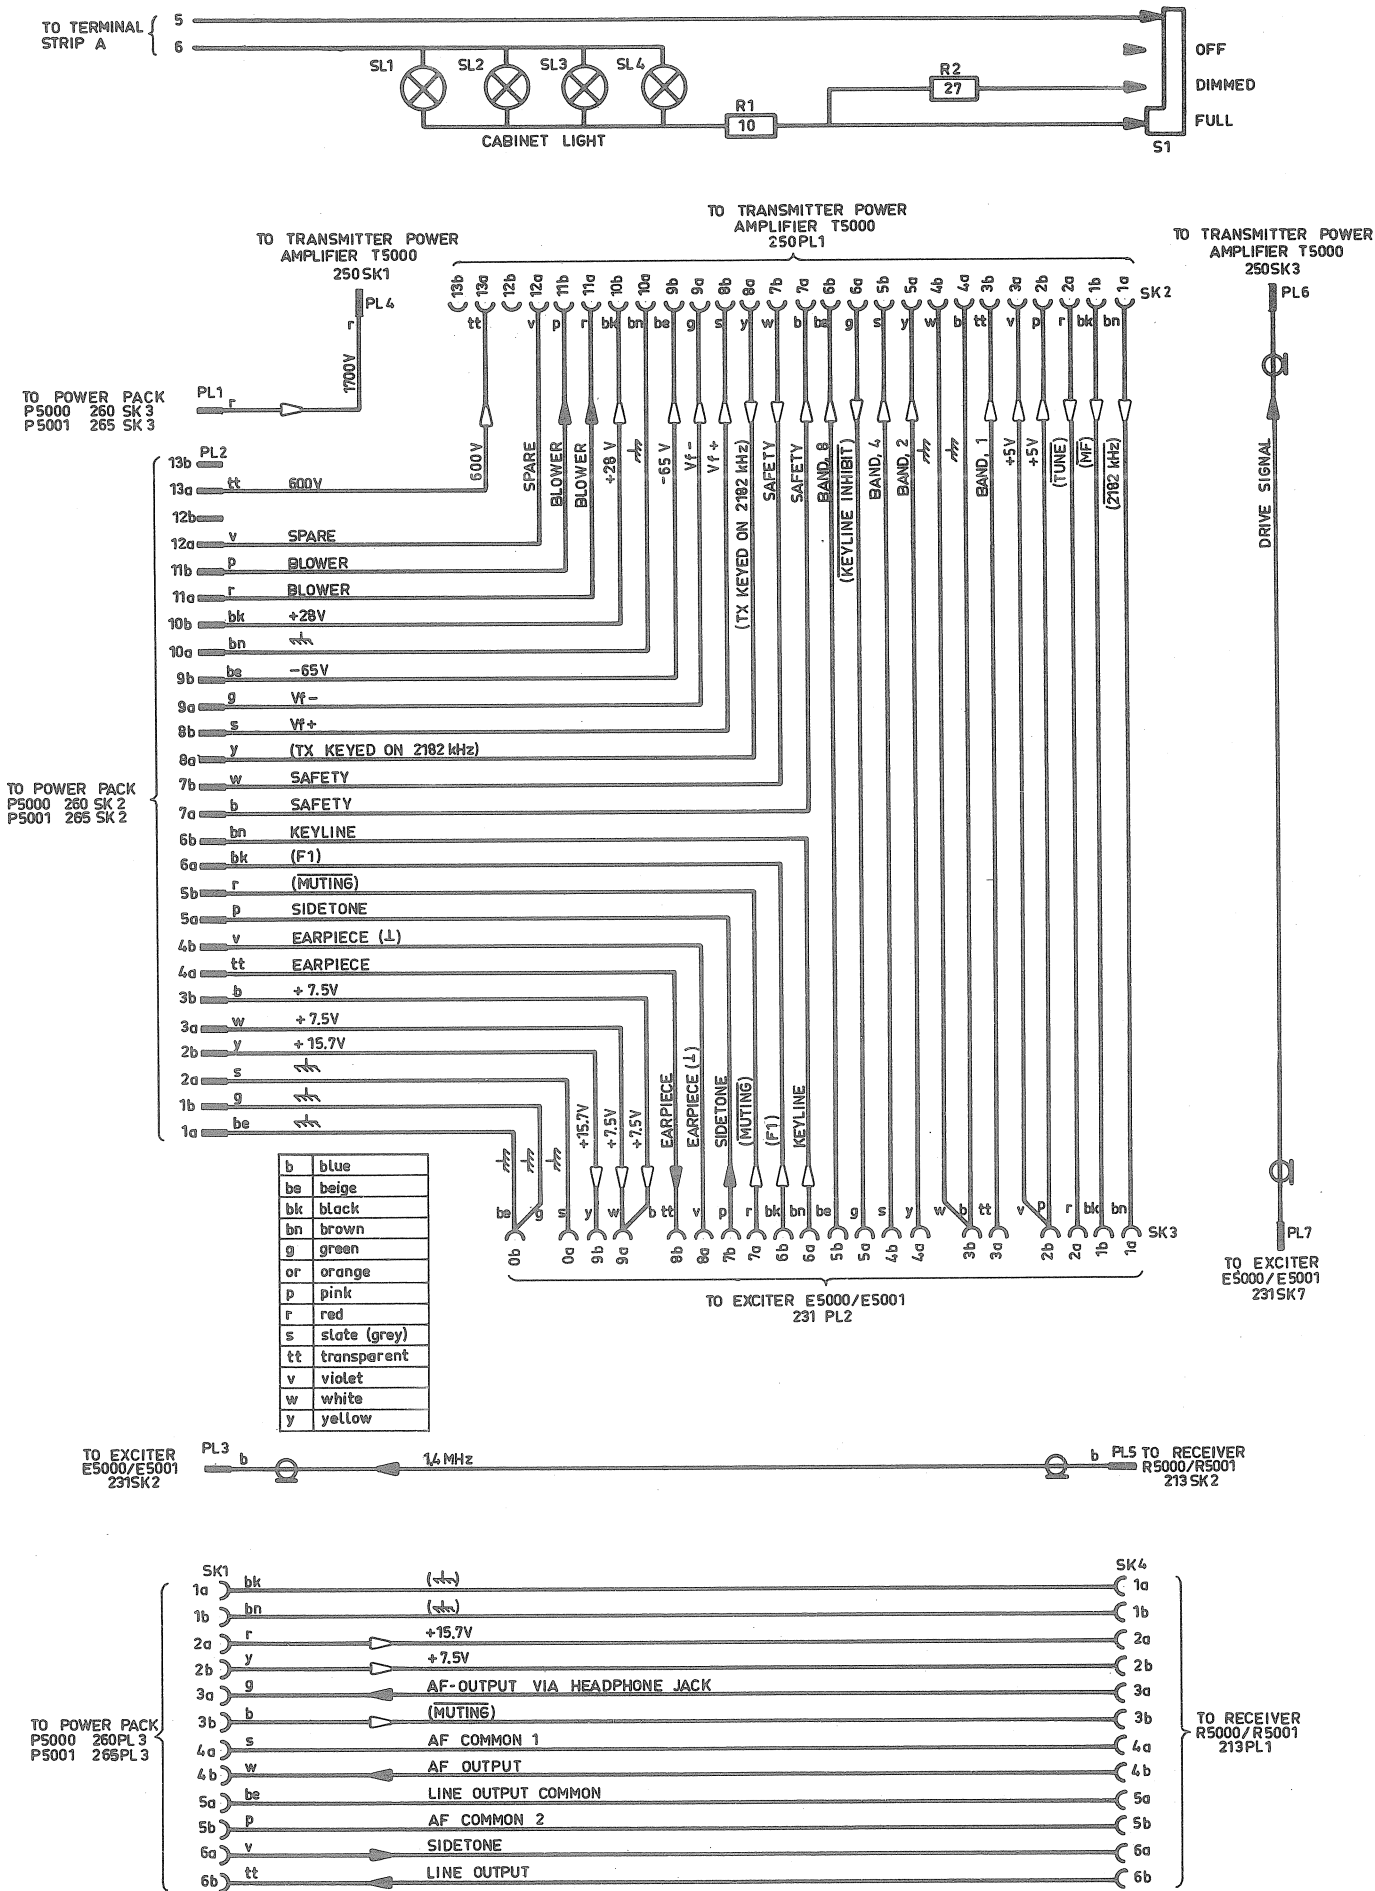 TO TERMINAL
STRIP A
5
6
SL1
SL2
SL3
SL4
CABINET LIGHT
R1
10
R2
27
OFF
DIMMED
FULL
S1
TO TRANSMITTER POWER
AMPLIFIER T5000
250SK1
PL4
r
1700V
TO TRANSMITTER POWER
AMPLIFIER T5000
250PL1
TO TRANSMITTER POWER
AMPLIFIER T5000
250SK3
PL6
13b 13a 12b 12a 11b 11a 10b 10a 9b 9a 8b 8a 7b 7a 6b 6a 5b 5a 4b 4a 3b 3a 2b 2a 1b 1a
SK2
tt v p r bk bn be g s y w b be g s y w b tt v p r bk bn
TO POWER PACK
P5000 260 SK 3
P5001 265 SK 3
PL1
r
600V
SPARE
BLOWER
BLOWER
+28 V
-65 V
Vf -
Vf +
(TX KEYED ON 2182 kHz)
SAFETY
SAFETY
BAND, 8
(KEYLINE INHIBIT)
BAND, 4
BAND, 2
BAND, 1
+5V
+5V
(TUNE)
(MF)
(2182 kHz)
DRIVE SIGNAL
TO POWER PACK
P5000 260 SK 2
P5001 265 SK 2
PL2
13b
13a tt 600V
12b
12a v SPARE
11b p BLOWER
11a r BLOWER
10b bk +28V
10a bn
9b be -65V
9a g Vf-
8b s Vf+
8a y (TX KEYED ON 2182 kHz)
7b w SAFETY
7a b SAFETY
6b bn KEYLINE
6a bk (F1)
5b r (MUTING)
5a p SIDETONE
4b v EARPIECE (⊥)
4a tt EARPIECE
3b b + 7.5V
3a w + 7.5V
2b y + 15.7V
2a s
1b g
1a be
+15.7V
+7.5V
+7.5V
EARPIECE
EARPIECE (⊥)
SIDETONE
(MUTING)
(F1)
KEYLINE
be g s y w b tt v p r bk bn be g s y w b tt v p r bk bn
0b 0a 9b 9a 8b 8a 7b 7a 6b 6a 5b 5a 4b 4a 3b 3a 2b 2a 1b 1a
SK3
TO EXCITER E5000/E5001
231 PL2
PL7
TO EXCITER
E5000/E5001
231SK7
b blue
be beige
bk black
bn brown
g green
or orange
p pink
r red
s slate (grey)
tt transparent
v violet
w white
y yellow
TO EXCITER
E5000/E5001
231SK2
PL3
b
1,4 MHz
b
PL5 TO RECEIVER
R5000/R5001
213 SK 2
SK1
SK4
1a bk 1a
1b bn 1b
2a r +15.7V 2a
2b y +7.5V 2b
3a g AF-OUTPUT VIA HEADPHONE JACK 3a
3b b (MUTING) 3b
4a s AF COMMON 1 4a
4b w AF OUTPUT 4b
5a be LINE OUTPUT COMMON 5a
5b p AF COMMON 2 5b
6a v SIDETONE 6a
6b tt LINE OUTPUT 6b
TO POWER PACK
P5000 260PL3
P5001 265PL3
TO RECEIVER
R5000/R5001
213PL1